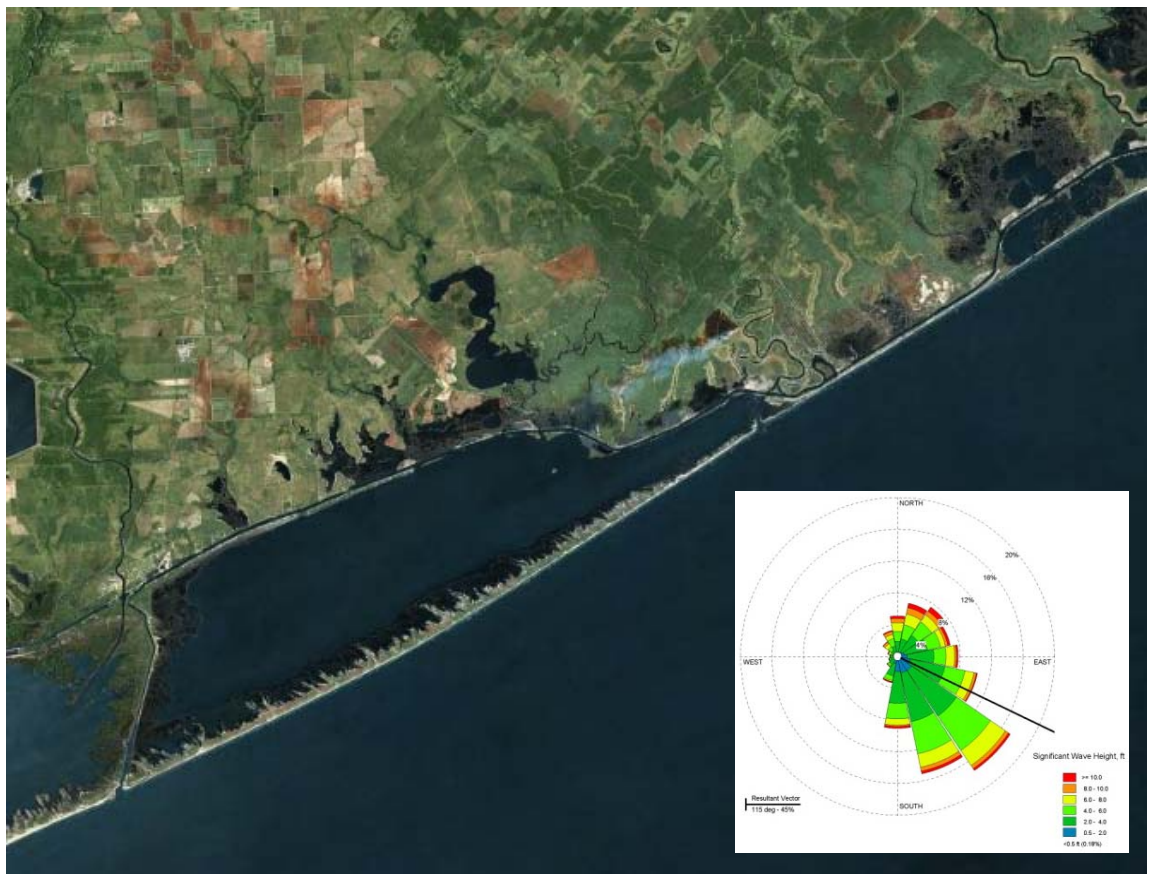 NORTH
20%
16%
12%
8%
4%
WEST
EAST
Significant Wave Height, ft
>= 10.0
8.0 - 10.0
6.0 - 8.0
4.0 - 6.0
2.0 - 4.0
0.5 - 2.0
<0.5 ft (0.18%)
Resultant Vector
115 deg - 45%
SOUTH